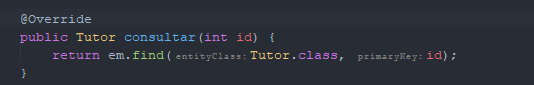 @Override
public Tutor consultar(int id) {
return em.find( entityClass: Tutor.class,  primaryKey: id);
}